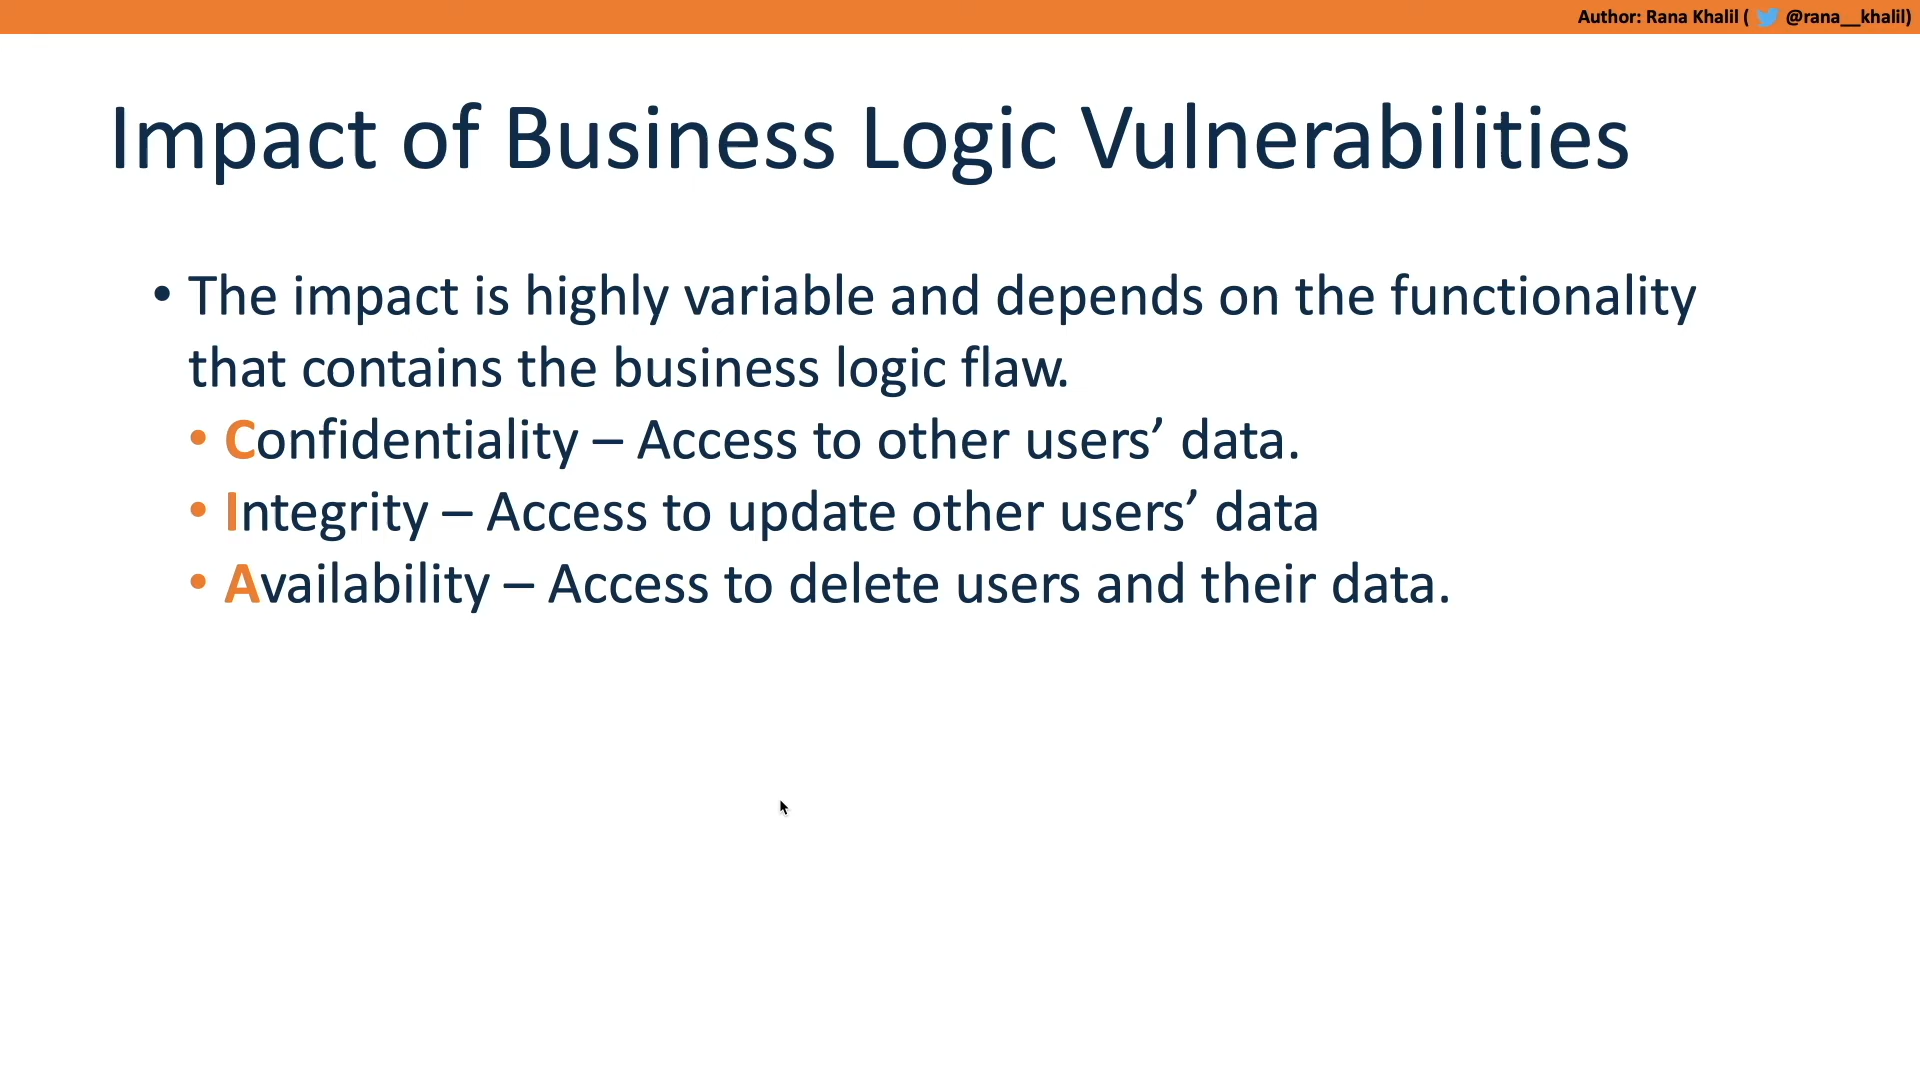 Author: Rana Khalil ( @rana__khalil)
Impact of Business Logic Vulnerabilities
• The impact is highly variable and depends on the functionality
that contains the business logic flaw.
• Confidentiality – Access to other users’ data.
• Integrity – Access to update other users’ data
• Availability – Access to delete users and their data.